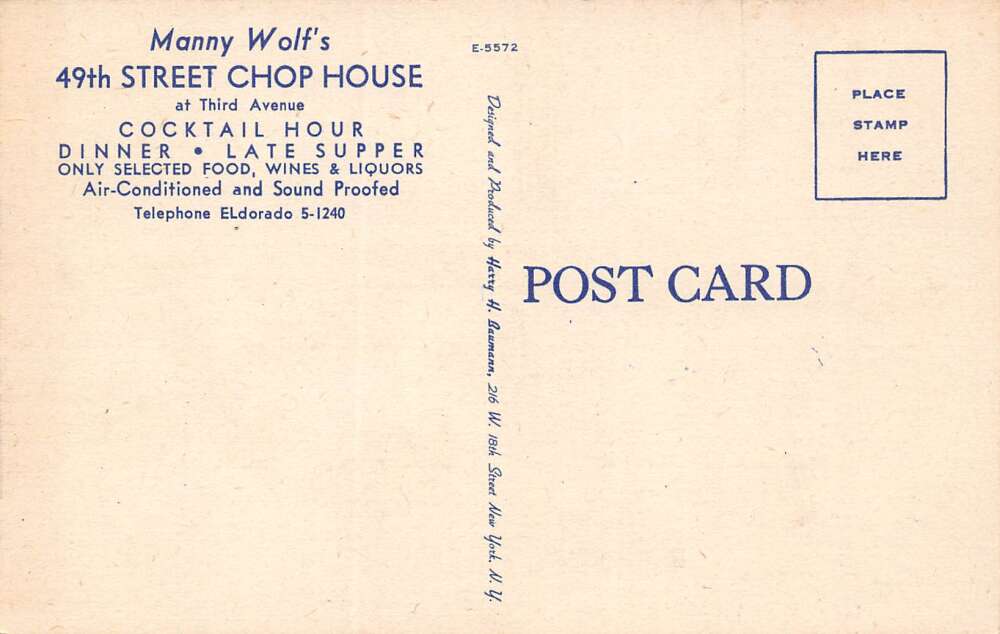 Manny Wolf's
49th STREET CHOP HOUSE
at Third Avenue
COCKTAIL HOUR
DINNER • LATE SUPPER
ONLY SELECTED FOOD, WINES & LIQUORS
Air-Conditioned and Sound Proofed
Telephone ELdorado 5-1240
E-5572
Designed and Produced by Harry H. Baumann, 216 W. 18th Street New York, N. Y.
PLACE
STAMP
HERE
POST CARD